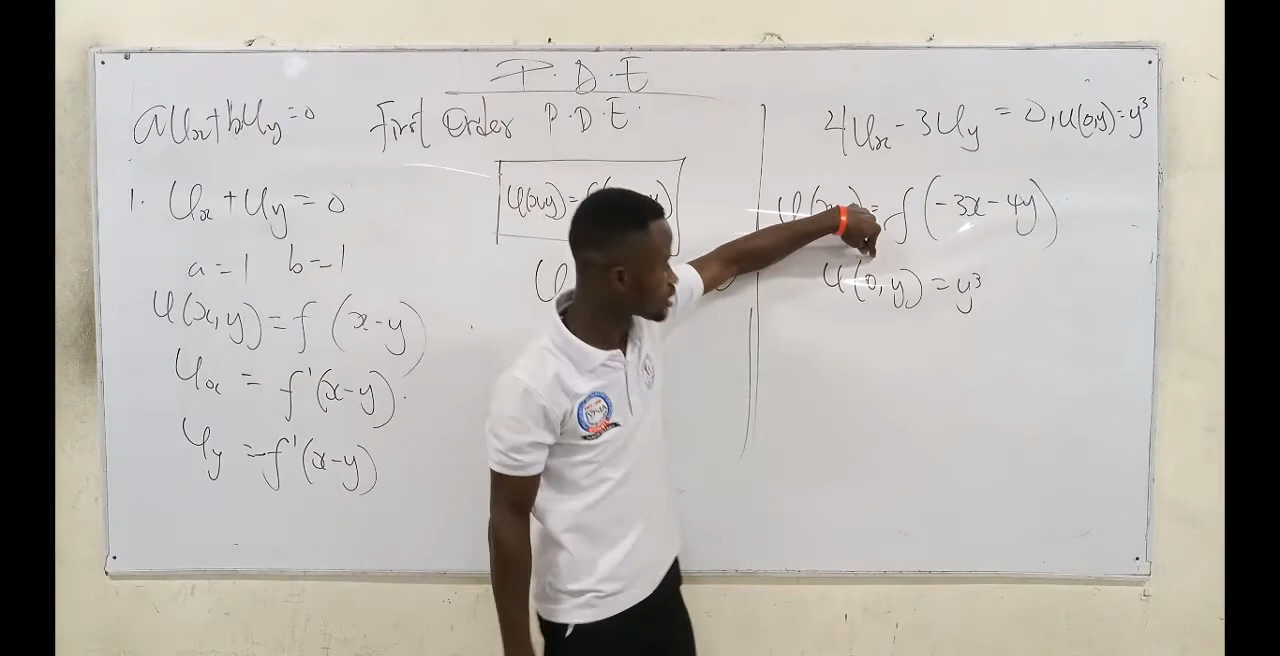 P.D.E
First Order P.D.E
aUx+bUy=0
1. Ux + Uy = 0
a=1 b=1
U(x,y) = f (x-y)
Ux = f'(x-y).
Uy = -f'(x-y)
U(x,y) =
4Ux - 3Uy = 0, U(0,y)=y³
= f (-3x-4y)
U(0,y) = y³